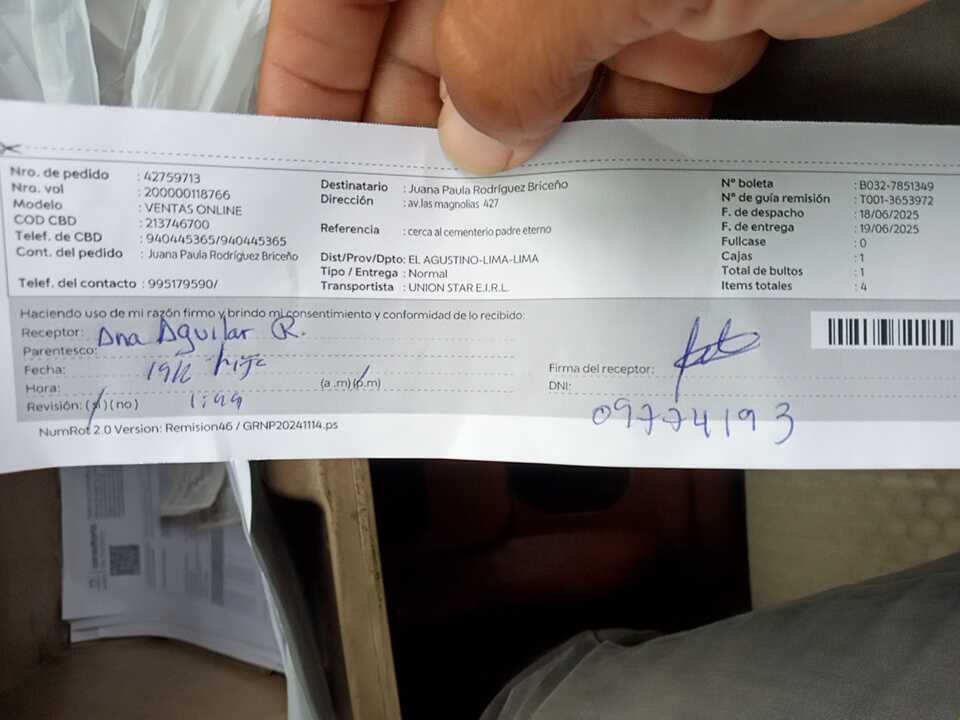 Nro. de pedido : 42759713
Nro. vol : 200000118766
Modelo : VENTAS ONLINE
COD CBD : 213746700
Telef. de CBD : 940445365/940445365
Cont. del pedido : Juana Paula Rodríguez Briceño
Telef. del contacto : 995179590/
Destinatario : Juana Paula Rodríguez Briceño
Dirección : av.las magnolias 427
Referencia : cerca al cementerio padre eterno
Dist/Prov/Dpto: EL AGUSTINO-LIMA-LIMA
Tipo / Entrega : Normal
Transportista : UNION STAR E.I.R.L.
N° boleta : B032-7851349
N° de guía remisión : T001-3653972
F. de despacho : 18/06/2025
F. de entrega : 19/06/2025
Fullcase : 0
Cajas : 1
Total de bultos : 1
Items totales : 4
Haciendo uso de mi razón firmo y brindo mi consentimiento y conformidad de lo recibido:
Receptor: Ana Aguilar R.
Parentesco: hija
Fecha: 19/6
Hora: (a.m) (p.m)
Revisión: (si) (no)
Firma del receptor:
DNI: 09774193
NumRot 2.0 Version: Remision46 / GRNP20241114.ps